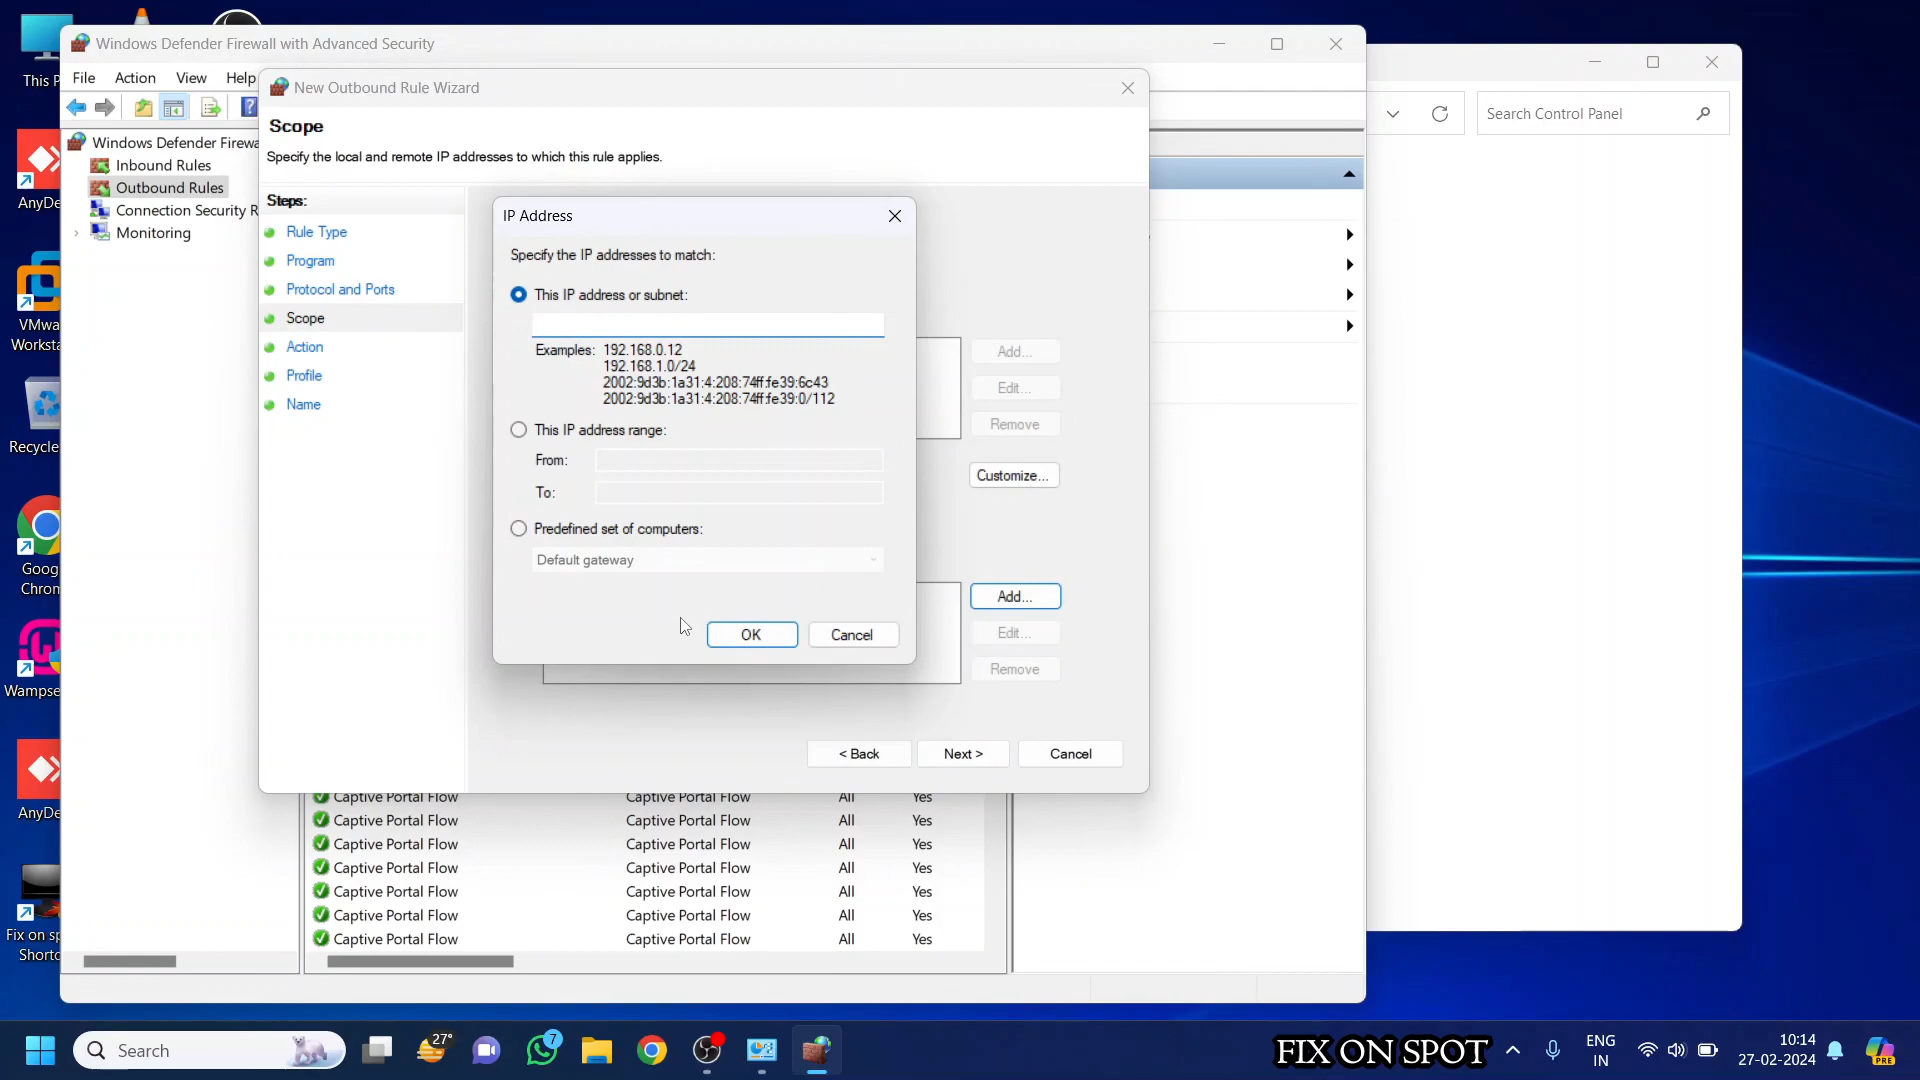 This P
AnyDe
VMwa
Worksta
Recycle
Goog
Chron
Wampse
AnyDe
Fix on sp
Shortc
Windows Defender Firewall with Advanced Security
File Action View Help
Windows Defender Firewa
Inbound Rules
Outbound Rules
Connection Security R
Monitoring
New Outbound Rule Wizard
Scope
Specify the local and remote IP addresses to which this rule applies.
Steps:
Rule Type
Program
Protocol and Ports
Scope
Action
Profile
Name
IP Address
Specify the IP addresses to match:
This IP address or subnet:
Examples: 192.168.0.12
192.168.1.0/24
2002:9d3b:1a31:4:208:74ff:fe39:6c43
2002:9d3b:1a31:4:208:74ff:fe39:0/112
This IP address range:
From:
To:
Predefined set of computers:
Default gateway
OK Cancel
Add...
Edit...
Remove
Customize...
Add...
Edit...
Remove
< Back Next > Cancel
Captive Portal Flow Captive Portal Flow All Yes
Captive Portal Flow Captive Portal Flow All Yes
Captive Portal Flow Captive Portal Flow All Yes
Captive Portal Flow Captive Portal Flow All Yes
Captive Portal Flow Captive Portal Flow All Yes
Captive Portal Flow Captive Portal Flow All Yes
Captive Portal Flow Captive Portal Flow All Yes
Search Control Panel
Search
27°
7
FIX ON SPOT
ENG
IN
10:14
27-02-2024
PRE